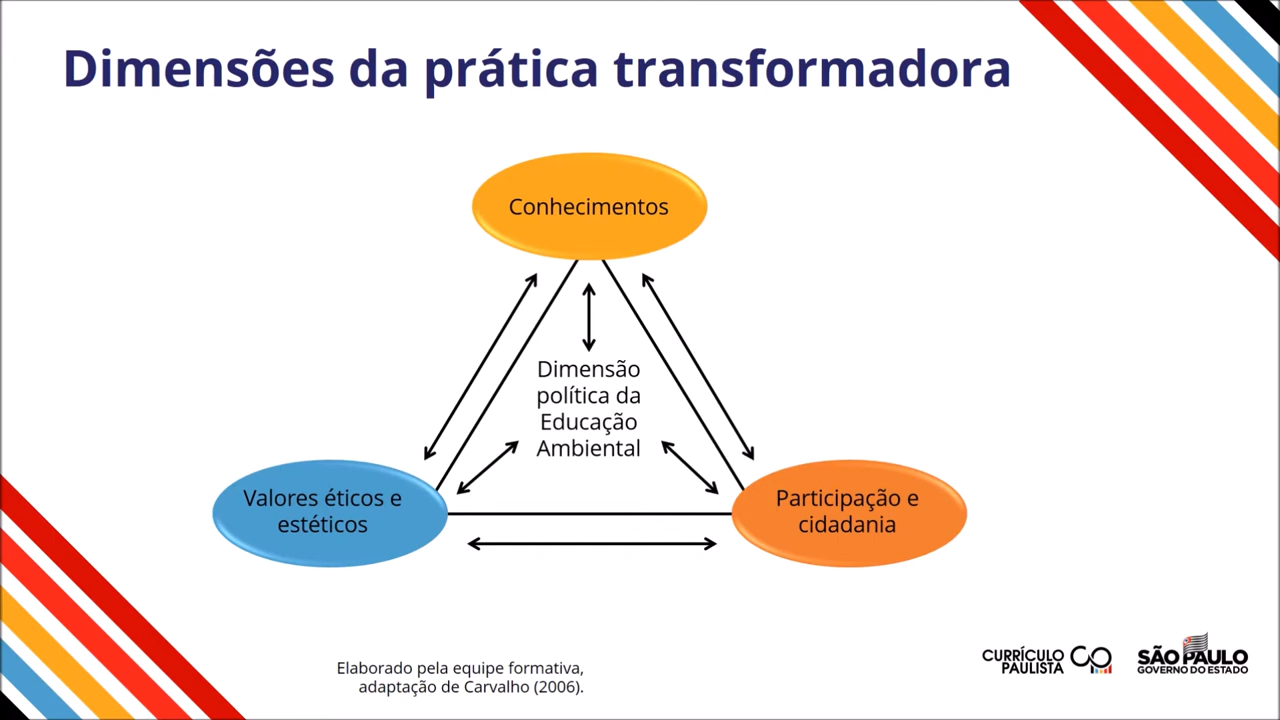 Dimensões da prática transformadora
Conhecimentos
Dimensão
política da
Educação
Ambiental
Valores éticos e
estéticos
Participação e
cidadania
Elaborado pela equipe formativa,
adaptação de Carvalho (2006).
CURRÍCULO
PAULISTA
SÃO PAULO
GOVERNO DO ESTADO